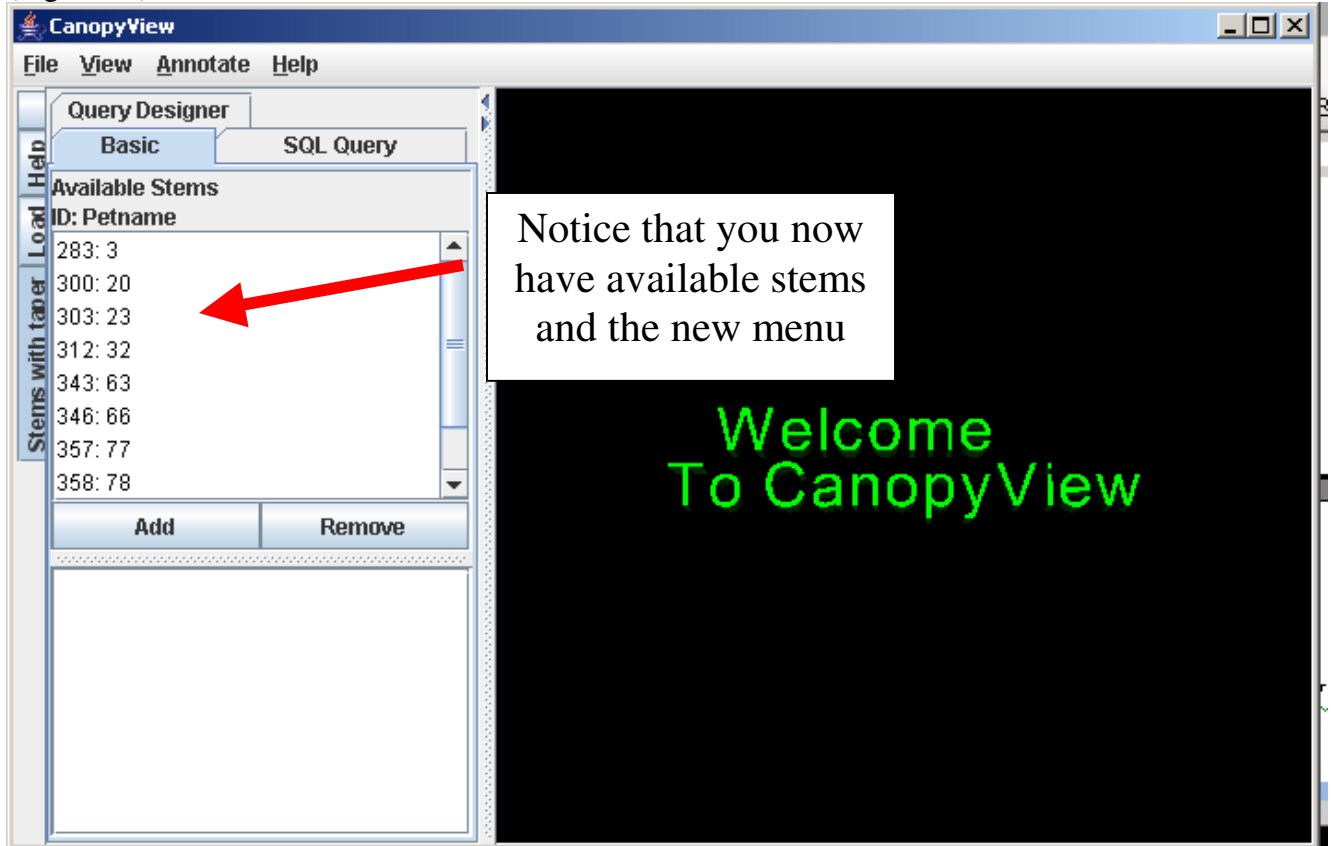 CanopyView
File View Annotate Help
Query Designer
Basic SQL Query
Help
Load
Stems with taper
Available Stems
ID: Petname
283: 3
300: 20
303: 23
312: 32
343: 63
346: 66
357: 77
358: 78
Add Remove
Notice that you now
have available stems
and the new menu
Welcome
To CanopyView